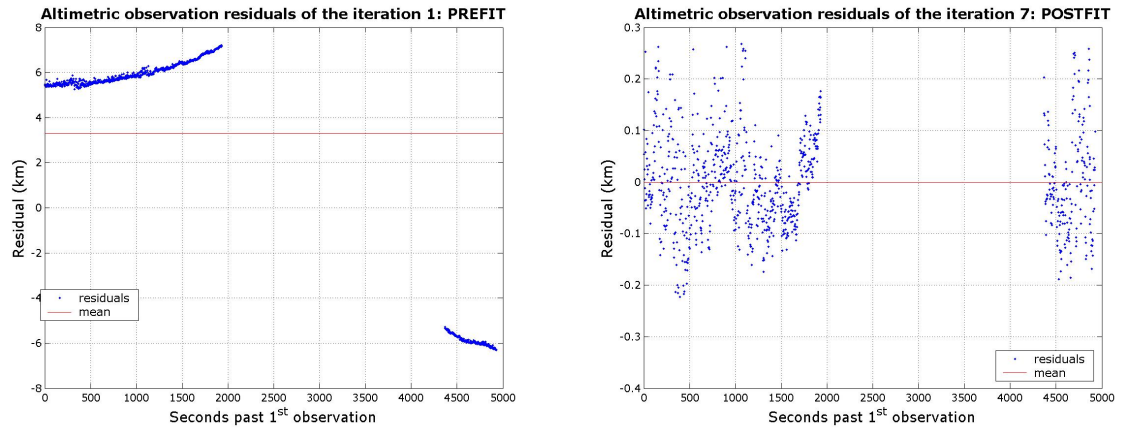 Altimetric observation residuals of the iteration 1: PREFIT
8
6
4
2
0
-2
-4
-6
-8
Residual (km)
residuals
mean
0 500 1000 1500 2000 2500 3000 3500 4000 4500 5000
Seconds past 1st observation
Altimetric observation residuals of the iteration 7: POSTFIT
0.3
0.2
0.1
0
-0.1
-0.2
-0.3
-0.4
Residual (km)
residuals
mean
0 500 1000 1500 2000 2500 3000 3500 4000 4500 5000
Seconds past 1st observation